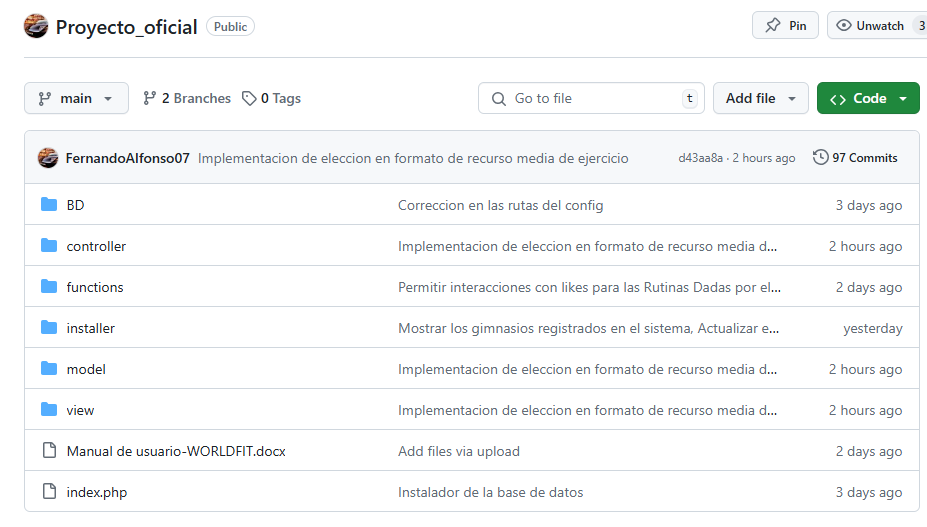 Proyecto_oficial Public Pin Unwatch 3
main 2 Branches 0 Tags Go to file t Add file Code
FernandoAlfonso07 Implementacion de eleccion en formato de recurso media de ejercicio d43aa8a · 2 hours ago 97 Commits
BD Correccion en las rutas del config 3 days ago
controller Implementacion de eleccion en formato de recurso media d... 2 hours ago
functions Permitir interacciones con likes para las Rutinas Dadas por el... 2 days ago
installer Mostrar los gimnasios registrados en el sistema, Actualizar e... yesterday
model Implementacion de eleccion en formato de recurso media d... 2 hours ago
view Implementacion de eleccion en formato de recurso media d... 2 hours ago
Manual de usuario-WORLDFIT.docx Add files via upload 2 days ago
index.php Instalador de la base de datos 3 days ago